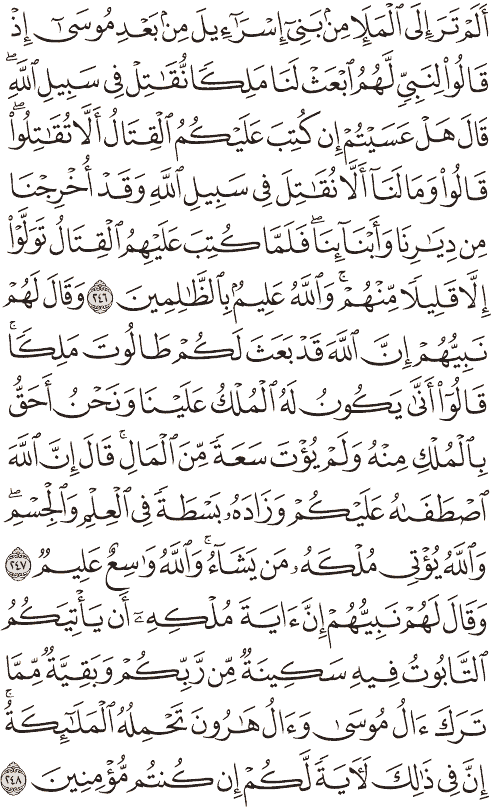 أَلَمْ تَرَ إِلَى ٱلْمَلَإِ مِنۢ بَنِىٓ إِسْرَٰٓءِيلَ مِنۢ بَعْدِ مُوسَىٰٓ إِذْ
قَالُوا۟ لِنَبِىٍّ لَّهُمُ ٱبْعَثْ لَنَا مَلِكًا نُّقَٰتِلْ فِى سَبِيلِ ٱللَّهِ ۖ
قَالَ هَلْ عَسَيْتُمْ إِن كُتِبَ عَلَيْكُمُ ٱلْقِتَالُ أَلَّا تُقَٰتِلُوا۟ ۖ
قَالُوا۟ وَمَا لَنَآ أَلَّا نُقَٰتِلَ فِى سَبِيلِ ٱللَّهِ وَقَدْ أُخْرِجْنَا
مِن دِيَٰرِنَا وَأَبْنَآئِنَا ۖ فَلَمَّا كُتِبَ عَلَيْهِمُ ٱلْقِتَالُ تَوَلَّوْا۟
إِلَّا قَلِيلًا مِّنْهُمْ ۗ وَٱللَّهُ عَلِيمٌۢ بِٱلظَّٰلِمِينَ ٢٤٦ وَقَالَ لَهُمْ
نَبِيُّهُمْ إِنَّ ٱللَّهَ قَدْ بَعَثَ لَكُمْ طَالُوتَ مَلِكًا ۚ
قَالُوٓا۟ أَنَّىٰ يَكُونُ لَهُ ٱلْمُلْكُ عَلَيْنَا وَنَحْنُ أَحَقُّ
بِٱلْمُلْكِ مِنْهُ وَلَمْ يُؤْتَ سَعَةً مِّنَ ٱلْمَالِ ۚ قَالَ إِنَّ ٱللَّهَ
ٱصْطَفَىٰهُ عَلَيْكُمْ وَزَادَهُۥ بَسْطَةً فِى ٱلْعِلْمِ وَٱلْجِسْمِ ۖ
وَٱللَّهُ يُؤْتِى مُلْكَهُۥ مَن يَشَآءُ ۚ وَٱللَّهُ وَٰسِعٌ عَلِيمٌ ٢٤٧
وَقَالَ لَهُمْ نَبِيُّهُمْ إِنَّ ءَايَةَ مُلْكِهِۦٓ أَن يَأْتِيَكُمُ
ٱلتَّابُوتُ فِيهِ سَكِينَةٌ مِّن رَّبِّكُمْ وَبَقِيَّةٌ مِّمَّا
تَرَكَ ءَالُ مُوسَىٰ وَءَالُ هَٰرُونَ تَحْمِلُهُ ٱلْمَلَٰٓئِكَةُ ۚ
إِنَّ فِى ذَٰلِكَ لَءَايَةً لَّكُمْ إِن كُنتُم مُّؤْمِنِينَ ٢٤٨